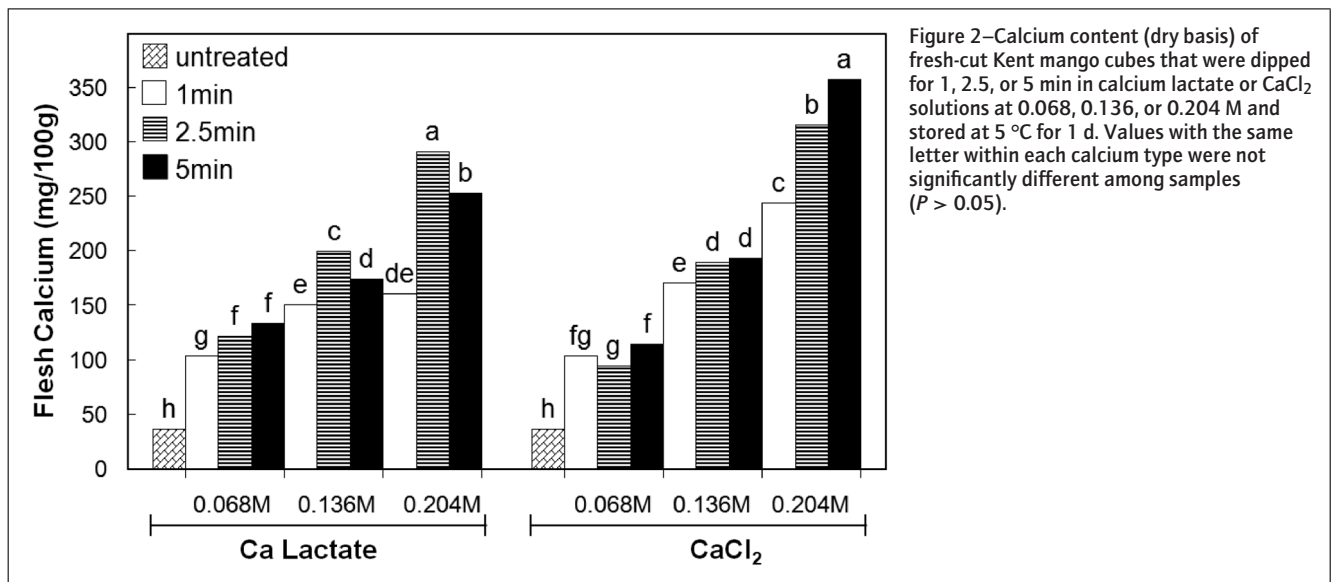 untreated
1min
2.5min
5min
Flesh Calcium (mg/100g)
350
300
250
200
150
100
50
0
h
g
f
f
e
c
d
de
a
b
h
fg
g
f
e
d
d
c
b
a
0.068M 0.136M 0.204M
0.068M 0.136M 0.204M
Ca Lactate
CaCl₂
Figure 2–Calcium content (dry basis) of
fresh-cut Kent mango cubes that were dipped
for 1, 2.5, or 5 min in calcium lactate or CaCl₂
solutions at 0.068, 0.136, or 0.204 M and
stored at 5 °C for 1 d. Values with the same
letter within each calcium type were not
significantly different among samples
(P > 0.05).